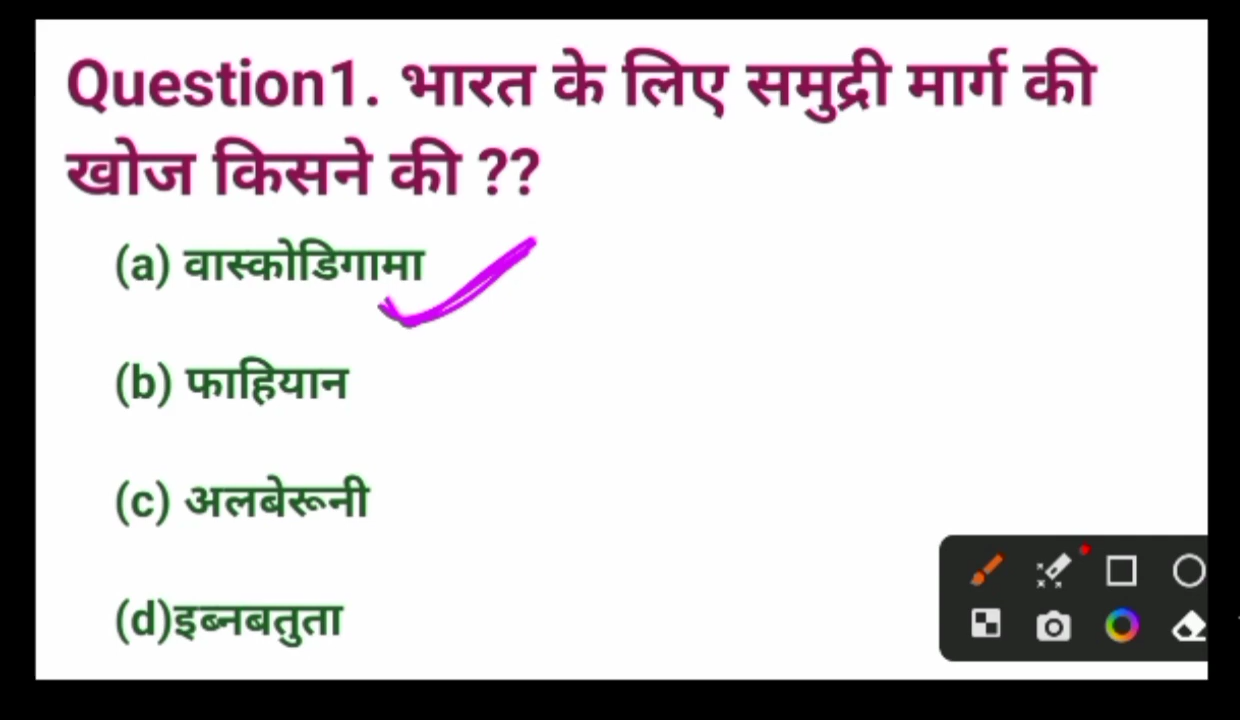 Question1. भारत के लिए समुद्री मार्ग की
खोज किसने की ??
(a) वास्कोडिगामा
(b) फाहियान
(c) अलबेरूनी
(d)इब्नबतुता